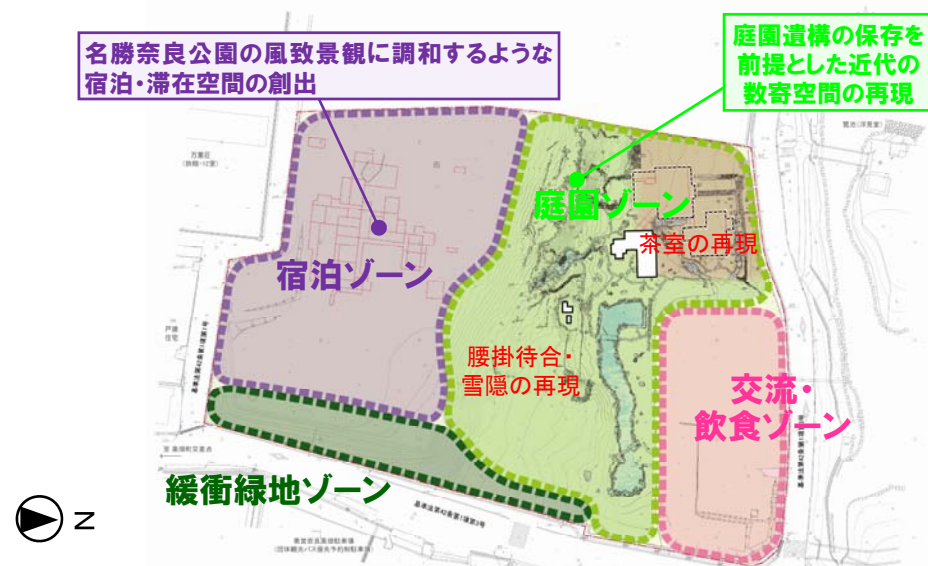 名勝奈良公園の風致景観に調和するような
宿泊・滞在空間の創出
庭園遺構の保存を
前提とした近代の
数寄空間の再現
庭園ゾーン
茶室の再現
宿泊ゾーン
腰掛待合・
雪隠の再現
交流・
飲食ゾーン
緩衝緑地ゾーン
N